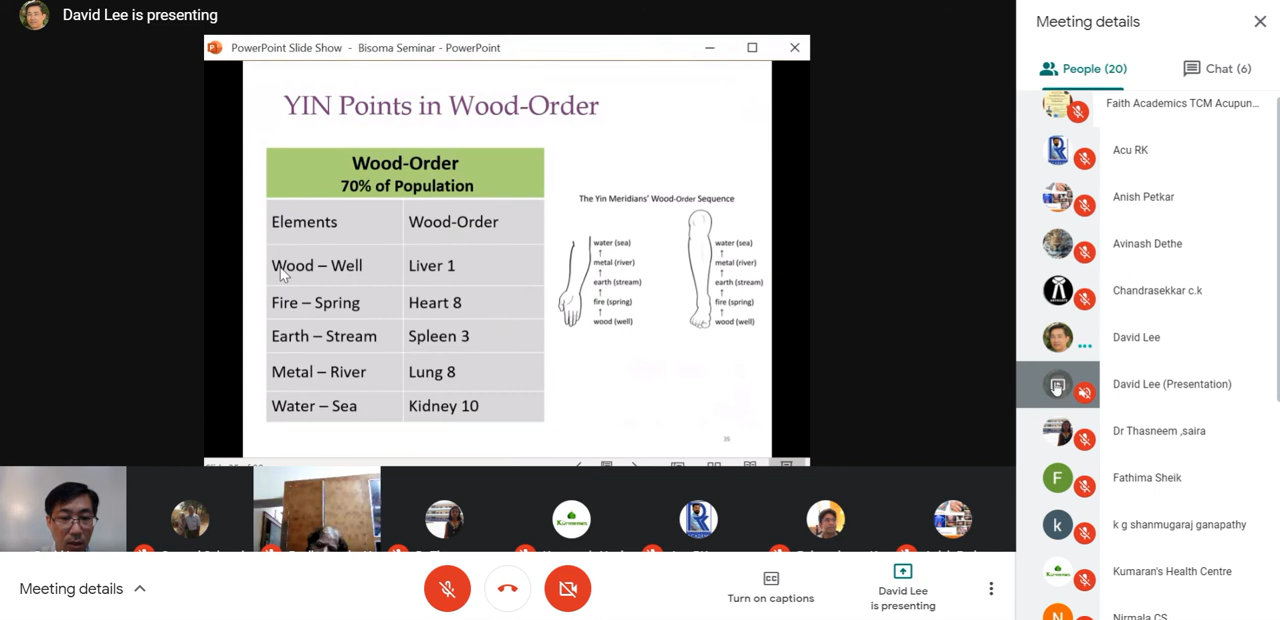 David Lee is presenting
PowerPoint Slide Show - Bisoma Seminar - PowerPoint
YIN Points in Wood-Order
Wood-Order
70% of Population
Elements Wood-Order
Wood – Well Liver 1
Fire – Spring Heart 8
Earth – Stream Spleen 3
Metal – River Lung 8
Water – Sea Kidney 10
The Yin Meridians' Wood-Order Sequence
water (sea)
metal (river)
earth (stream)
fire (spring)
wood (well)
water (sea)
metal (river)
earth (stream)
fire (spring)
wood (well)
Meeting details
People (20) Chat (6)
Faith Academics TCM Acupun...
Acu RK
Anish Petkar
Avinash Dethe
Chandrasekkar c.k
David Lee
David Lee (Presentation)
Dr Thasneem ,saira
Fathima Sheik
k g shanmugaraj ganapathy
Kumaran's Health Centre
Nirmala CS
Meeting details
Turn on captions
David Lee
is presenting